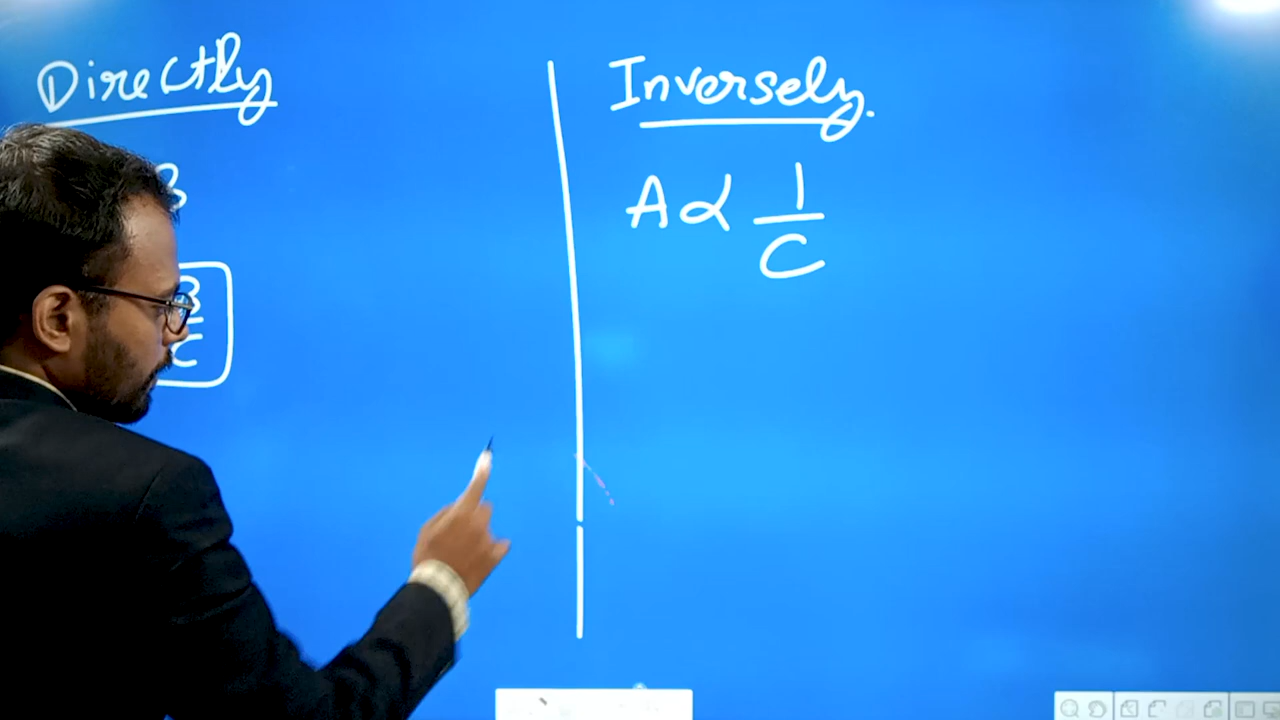 Directly
B
B
C
Inversely.
A α 1/C